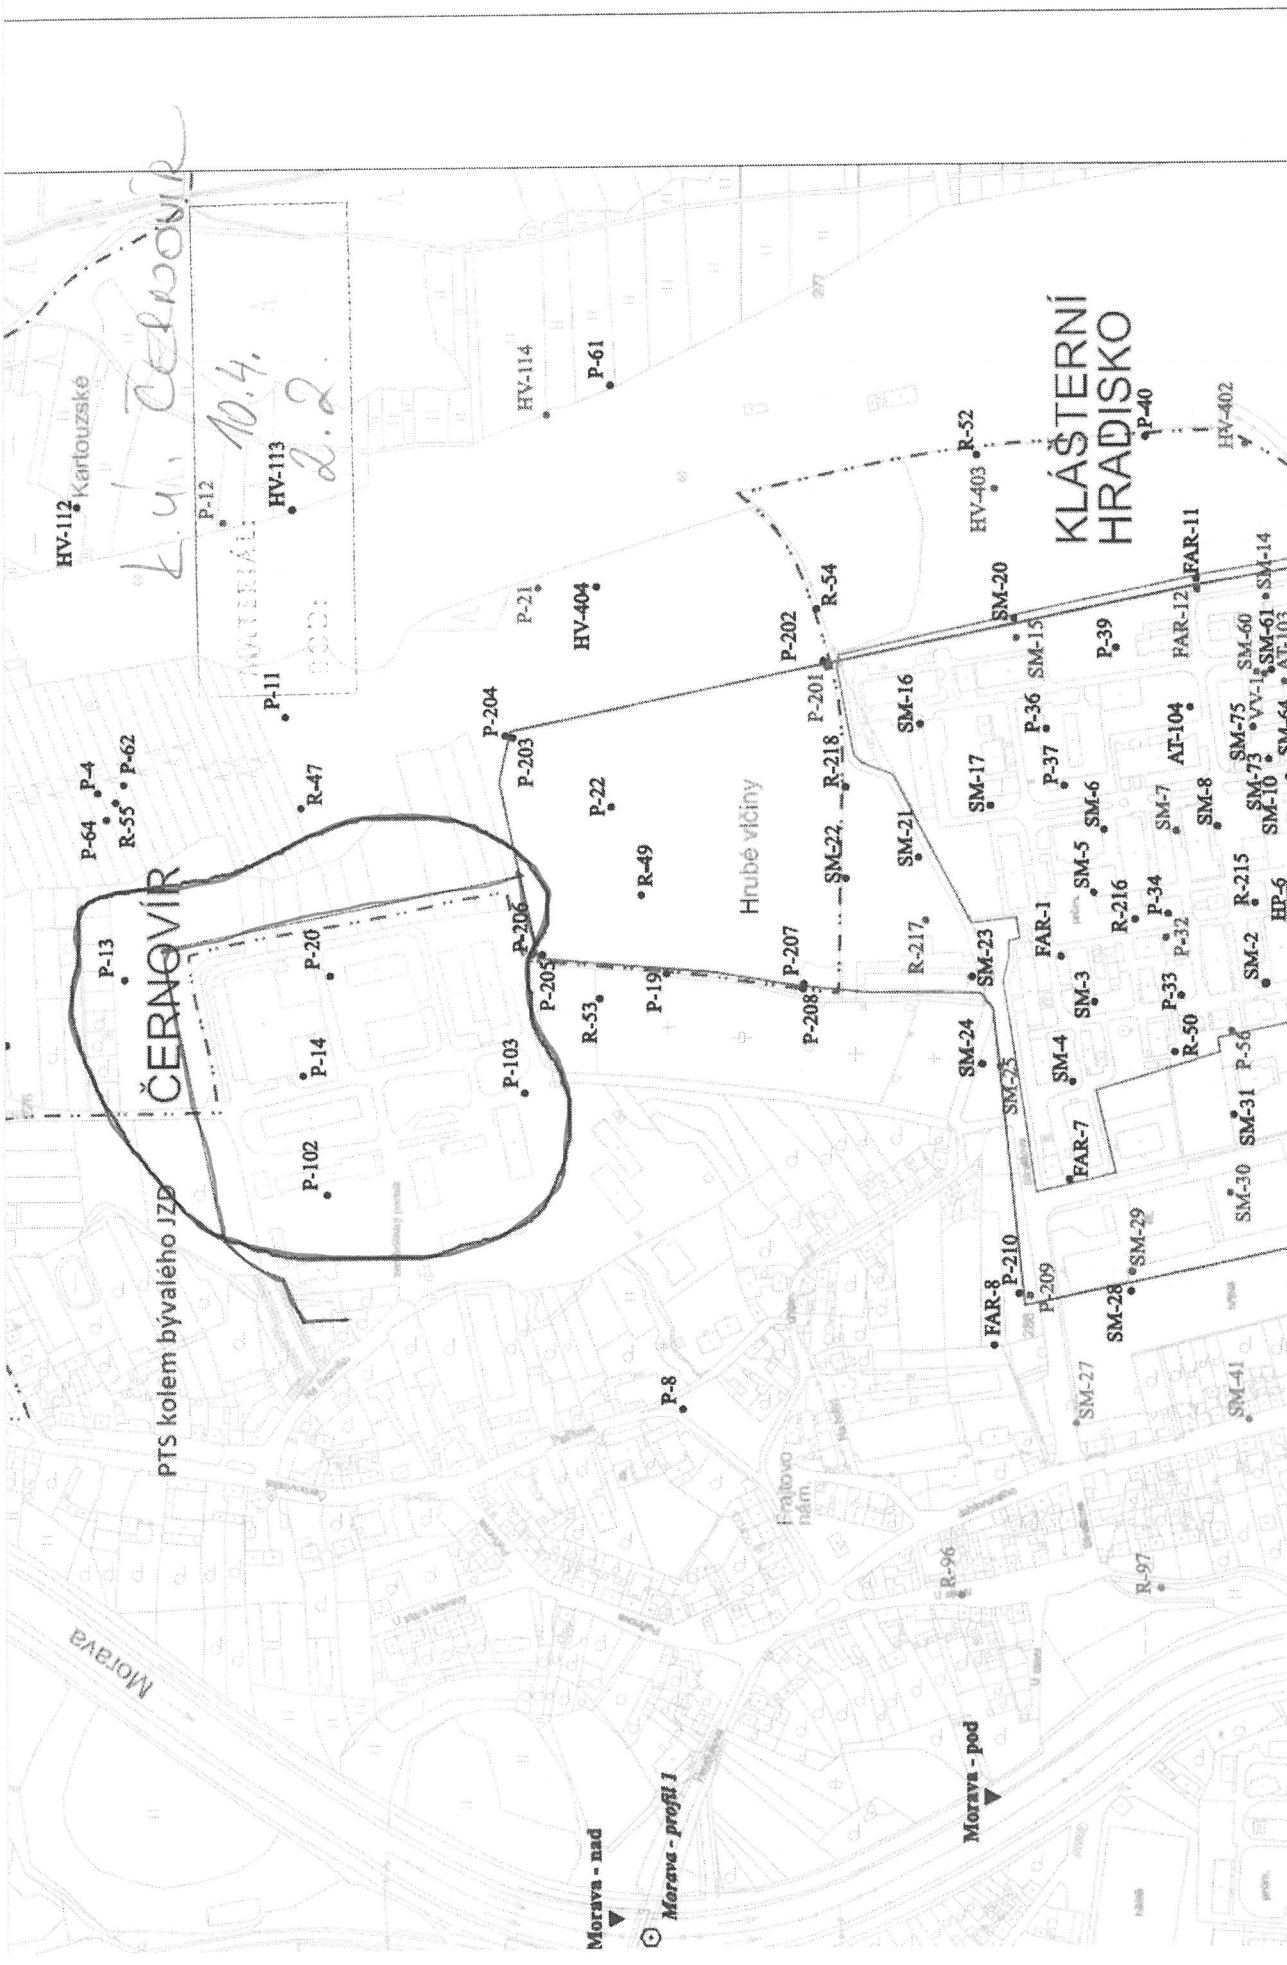 HV-112
Kartouzské
k.ú. ČERNOVÍR
P-12
MATERIÁL: 10.4.
HV-113
2.2.
HV-114
P-61
277
R-52
HV-403
KLÁŠTERNÍ
HRADISKO
P-40
HV-402
P-4
P-64
P-62
R-55
P-11
R-47
P-21
HV-404
P-204
P-203
P-22
R-49
P-202
P-201
R-54
R-218
Hrubé vlčiny
SM-22
SM-16
SM-21
SM-17
SM-20
SM-15
P-39
P-36
P-37
FAR-11
FAR-12
AT-104
SM-14
SM-60
SM-61
SM-75
SM-73
SM-10
SM-6
SM-7
SM-8
SM-5
R-216
P-34
P-32
P-33
R-215
HP-6
SM-2
FAR-1
SM-3
SM-4
R-50
P-13
ČERNOVÍR
P-20
P-14
P-102
P-103
P-206
P-205
R-53
P-19
P-207
P-208
R-217
SM-23
SM-24
SM-25
FAR-7
P-56
SM-31
SM-30
SM-29
SM-28
P-210
P-209
FAR-8
PTS kolem bývalého JZD
P-8
SM-27
SM-41
R-96
R-97
Morava
Morava - nad
Morava - profil 1
Morava - pod